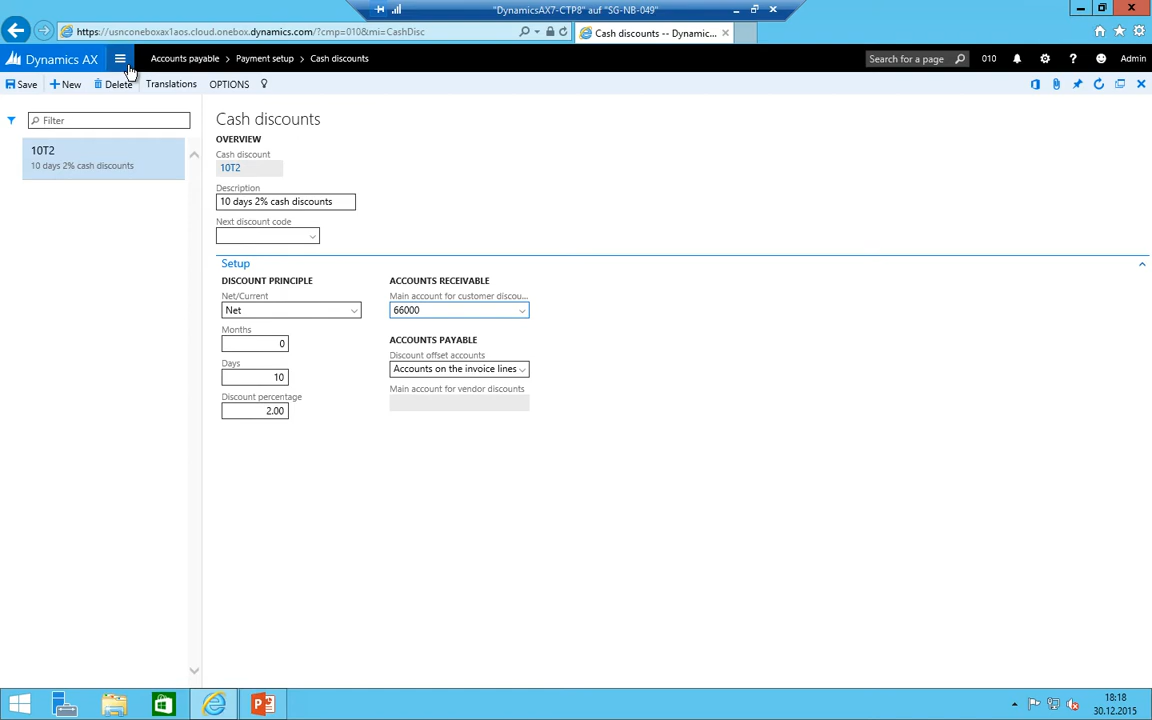 "DynamicsAX7-CTP8" auf "SG-NB-049"
https://usnconeboxax1aos.cloud.onebox.dynamics.com/?cmp=010&mi=CashDisc
Cash discounts -- Dynamic...
Dynamics AX
Accounts payable > Payment setup > Cash discounts
Search for a page
010
Admin
Save
New
Delete
Translations
OPTIONS
Filter
10T2
10 days 2% cash discounts
Cash discounts
OVERVIEW
Cash discount
10T2
Description
10 days 2% cash discounts
Next discount code
Setup
DISCOUNT PRINCIPLE
Net/Current
Net
Months
0
Days
10
Discount percentage
2.00
ACCOUNTS RECEIVABLE
Main account for customer discou...
66000
ACCOUNTS PAYABLE
Discount offset accounts
Accounts on the invoice lines
Main account for vendor discounts
18:18
30.12.2015